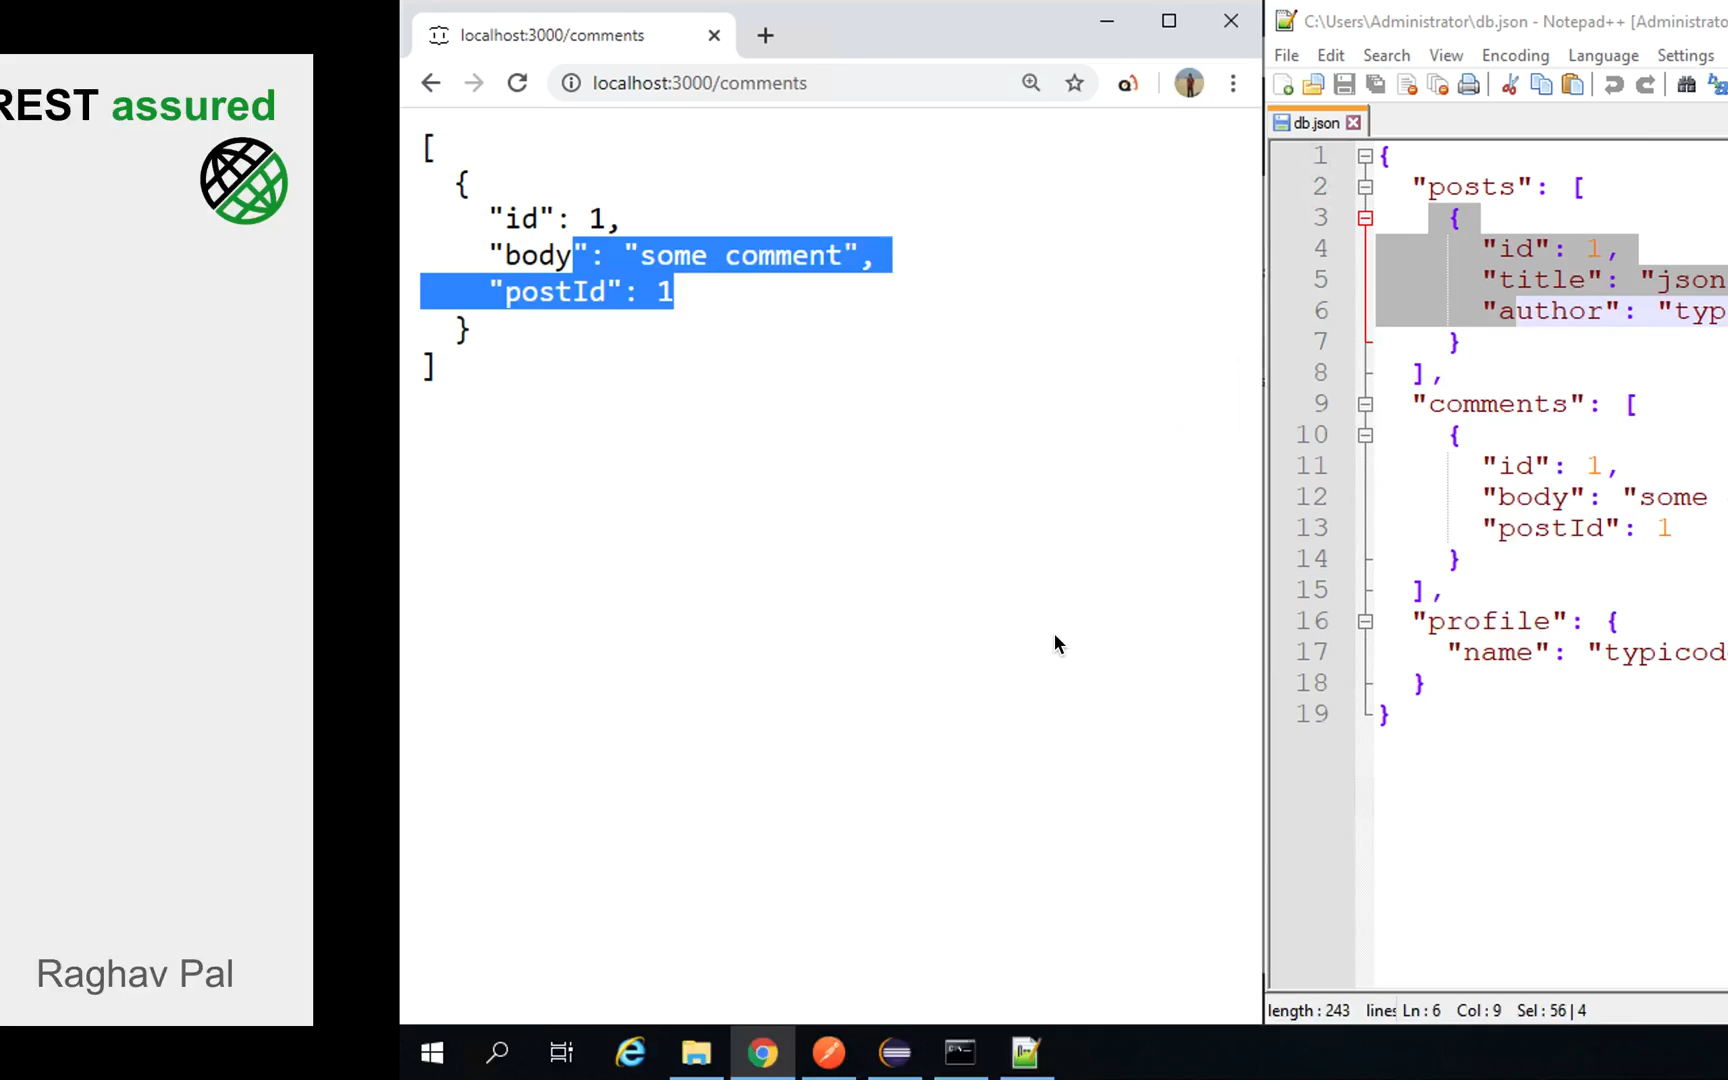 REST assured
Raghav Pal
localhost:3000/comments
localhost:3000/comments
[
{
"id": 1,
"body": "some comment",
"postId": 1
}
]
C:\Users\Administrator\db.json - Notepad++ [Administrato
File Edit Search View Encoding Language Settings
db.json
1 {
2 "posts": [
3 {
4 "id": 1,
5 "title": "json
6 "author": "typ
7 }
8 ],
9 "comments": [
10 {
11 "id": 1,
12 "body": "some
13 "postId": 1
14 }
15 ],
16 "profile": {
17 "name": "typicod
18 }
19 }
length : 243 lines Ln : 6 Col : 9 Sel : 56 | 4